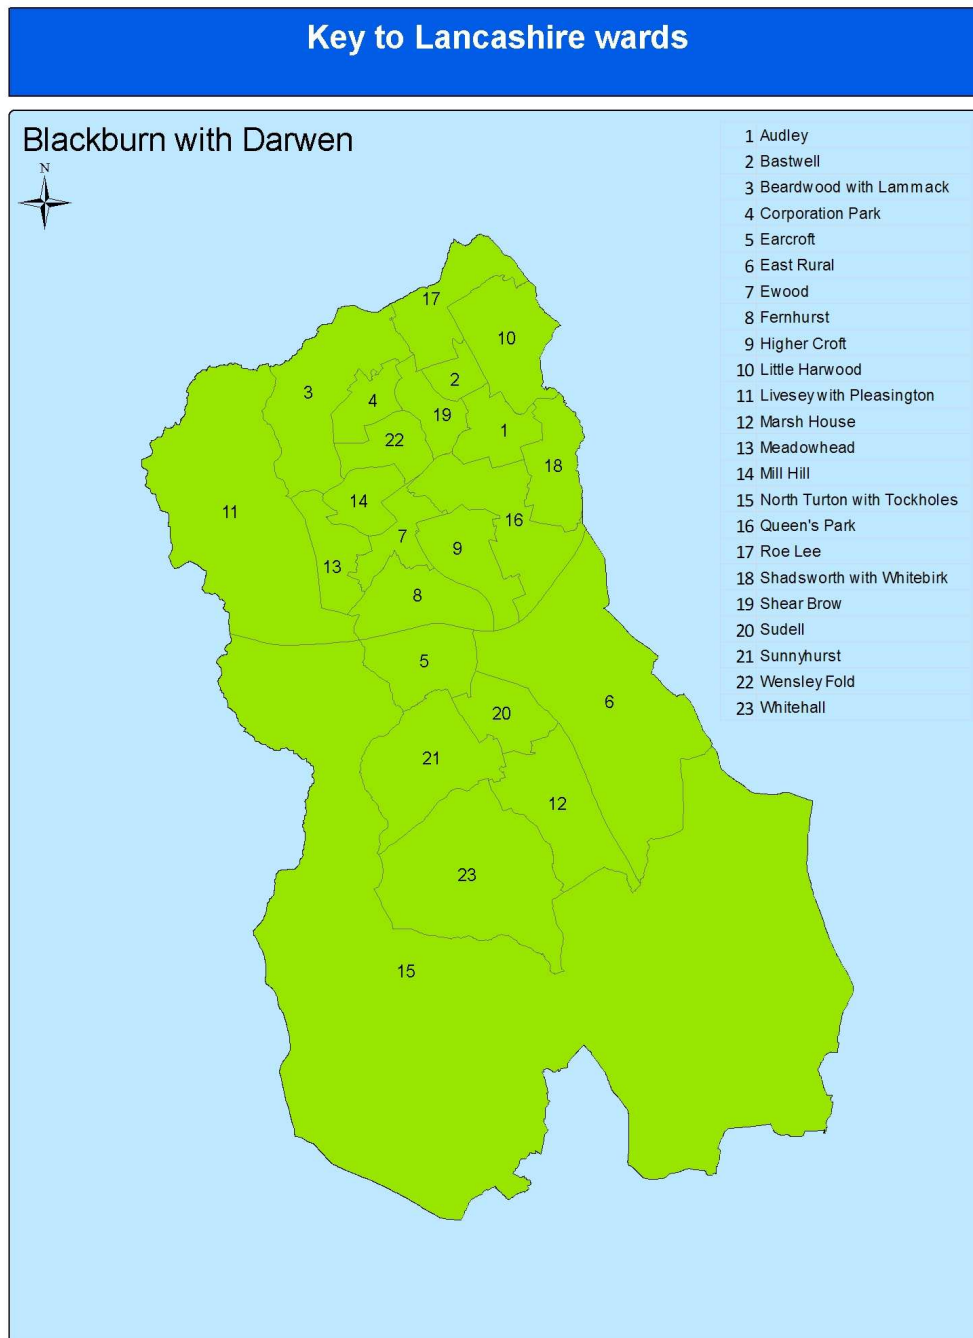 Key to Lancashire wards
Blackburn with Darwen
N
1 Audley
2 Bastwell
3 Beardwood with Lammack
4 Corporation Park
5 Earcroft
6 East Rural
7 Ewood
8 Fernhurst
9 Higher Croft
10 Little Harwood
11 Livesey with Pleasington
12 Marsh House
13 Meadowhead
14 Mill Hill
15 North Turton with Tockholes
16 Queen's Park
17 Roe Lee
18 Shadsworth with Whitebirk
19 Shear Brow
20 Sudell
21 Sunnyhurst
22 Wensley Fold
23 Whitehall
17
10
2
3
4
19
1
22
18
14
11
16
7
9
13
8
5
6
20
21
12
23
15